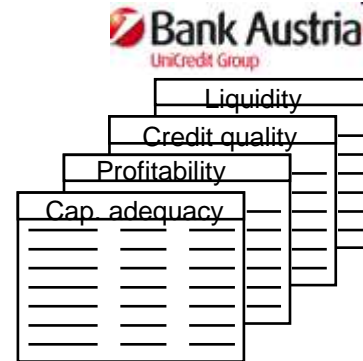 Bank Austria
UniCredit Group
Liquidity
Credit quality
Profitability
Cap. adequacy